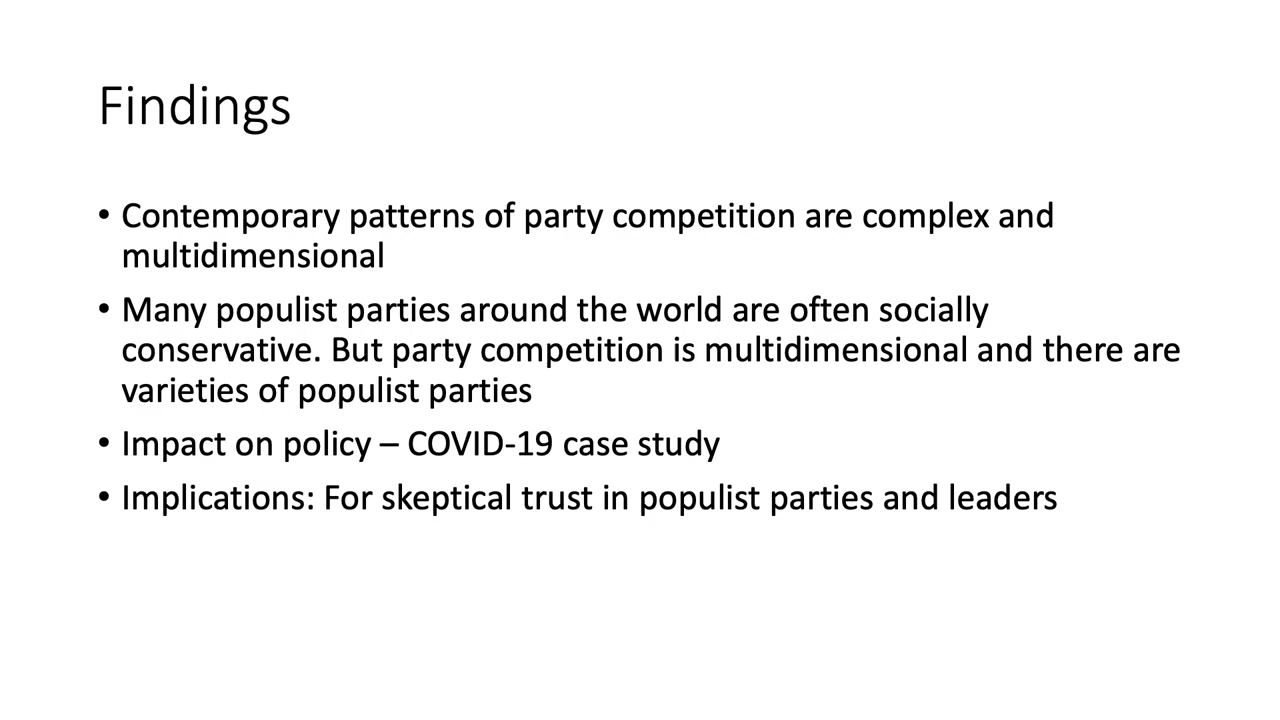 Findings
• Contemporary patterns of party competition are complex and
multidimensional
• Many populist parties around the world are often socially
conservative. But party competition is multidimensional and there are
varieties of populist parties
• Impact on policy – COVID-19 case study
• Implications: For skeptical trust in populist parties and leaders